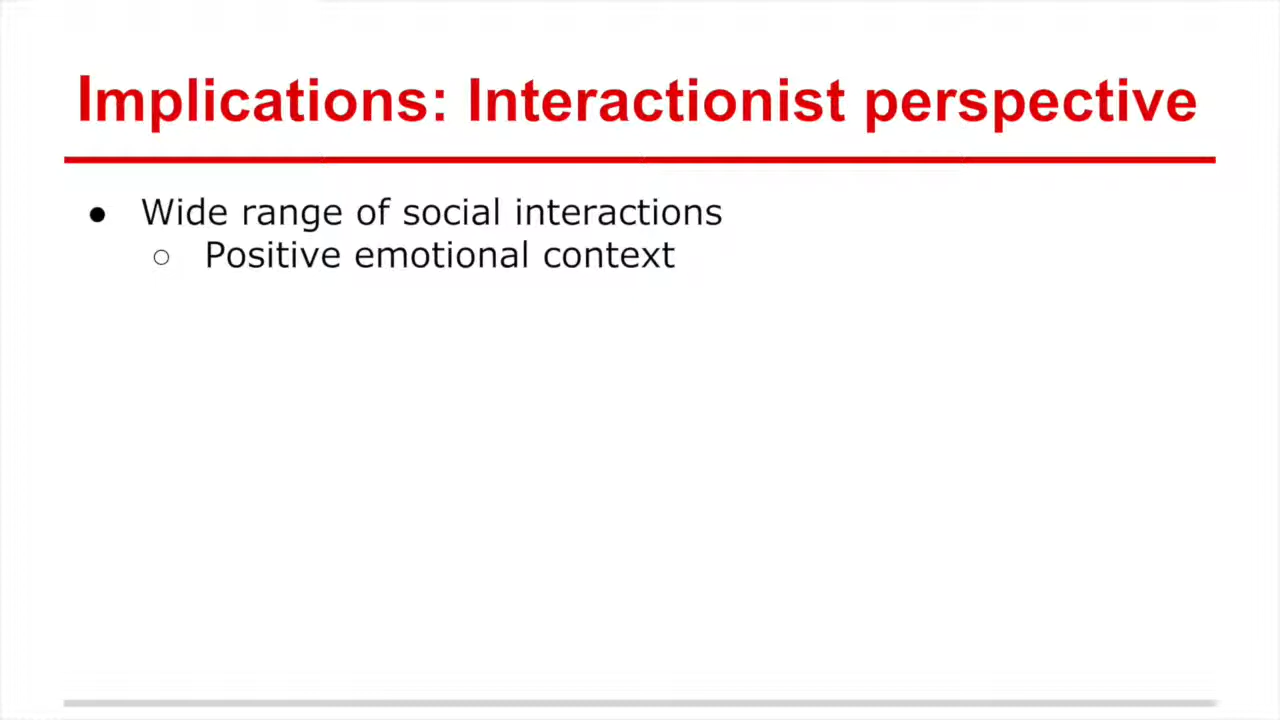 Implications: Interactionist perspective
● Wide range of social interactions
○ Positive emotional context